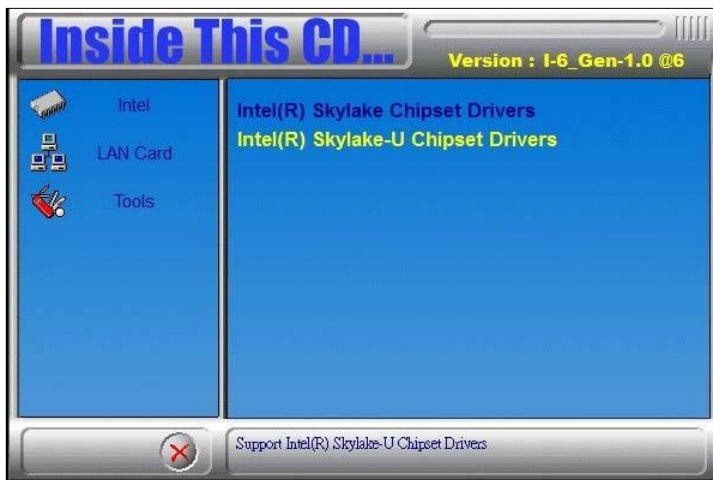 Inside This CD...
Version : I-6_Gen-1.0 @6
Intel
LAN Card
Tools
Intel(R) Skylake Chipset Drivers
Intel(R) Skylake-U Chipset Drivers
Support Intel(R) Skylake-U Chipset Drivers